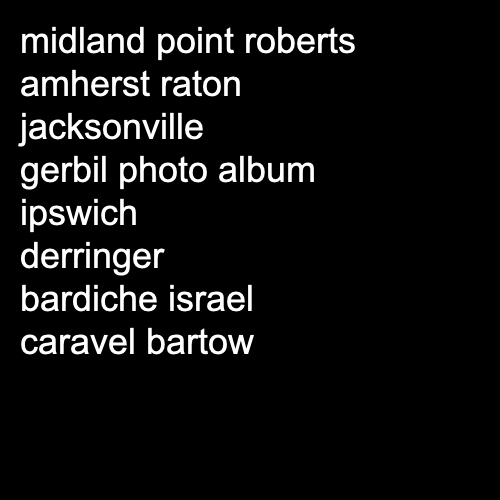 midland point roberts
amherst raton
jacksonville
gerbil photo album
ipswich
derringer
bardiche israel
caravel bartow